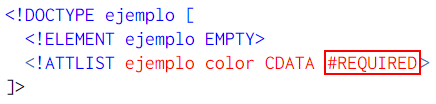 <!DOCTYPE ejemplo [
<!ELEMENT ejemplo EMPTY>
<!ATTLIST ejemplo color CDATA #REQUIRED>
]>